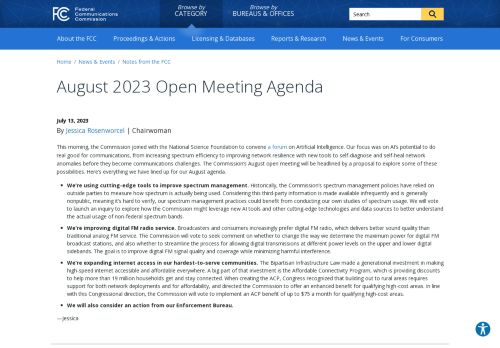 FCC
Federal
Communications
Commission
Browse by
CATEGORY
Browse by
BUREAUS & OFFICES
Search
About the FCC
Proceedings & Actions
Licensing & Databases
Reports & Research
News & Events
For Consumers
Home / News & Events / Notes from the FCC
August 2023 Open Meeting Agenda
July 13, 2023
By Jessica Rosenworcel | Chairwoman
This morning, the Commission joined with the National Science Foundation to convene a forum on Artificial Intelligence. Our focus was on AI's potential to do
real good for communications, from increasing spectrum efficiency to improving network resilience with new tools to self-diagnose and self-heal network
anomalies before they become communications challenges. The Commission's August open meeting will be headlined by a proposal to explore some of these
possibilities. Here's everything we have lined up for our August agenda.
• We're using cutting-edge tools to improve spectrum management. Historically, the Commission's spectrum management policies have relied on
outside parties to measure how spectrum is actually being used. Considering this third-party information is made available infrequently and is generally
nonpublic, meaning it's hard to verify, our spectrum management practices could benefit from conducting our own studies of spectrum usage. We will vote
to launch an inquiry to explore how the Commission might leverage new AI tools and other cutting-edge technologies and data sources to better understand
the actual usage of non-federal spectrum bands.
• We're improving digital FM radio service. Broadcasters and consumers increasingly prefer digital FM radio, which delivers better sound quality than
traditional analog FM service. The Commission will vote to seek comment on whether to change the way we determine the maximum power for digital FM
broadcast stations, and also whether to streamline the process for allowing digital transmissions at different power levels on the upper and lower digital
sidebands. The goal is to improve digital FM signal quality and coverage while minimizing harmful interference.
• We're expanding internet access in our hardest-to-serve communities. The Bipartisan Infrastructure Law made a generational investment in making
high-speed internet accessible and affordable everywhere. A big part of that investment is the Affordable Connectivity Program, which is providing discounts
to help more than 19 million households get and stay connected. When creating the ACP, Congress recognized that building out to rural areas requires
support for both network deployments and for affordability, and directed the Commission to offer an enhanced benefit for qualifying high-cost areas. In line
with this Congressional direction, the Commission will vote to implement an ACP benefit of up to $75 a month for qualifying high-cost areas.
• We will also consider an action from our Enforcement Bureau.
—Jessica